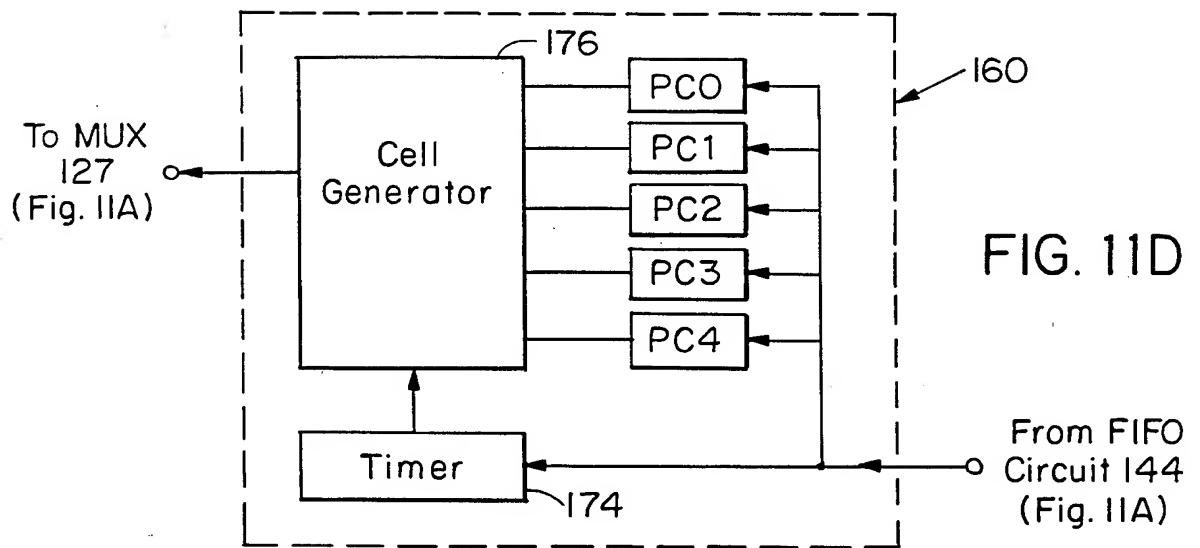 176
PC0
160
To MUX
127
(Fig. 11A)
Cell
Generator
PC1
PC2
PC3
PC4
FIG. 11D
Timer
174
From FIFO
Circuit 144
(Fig. 11A)